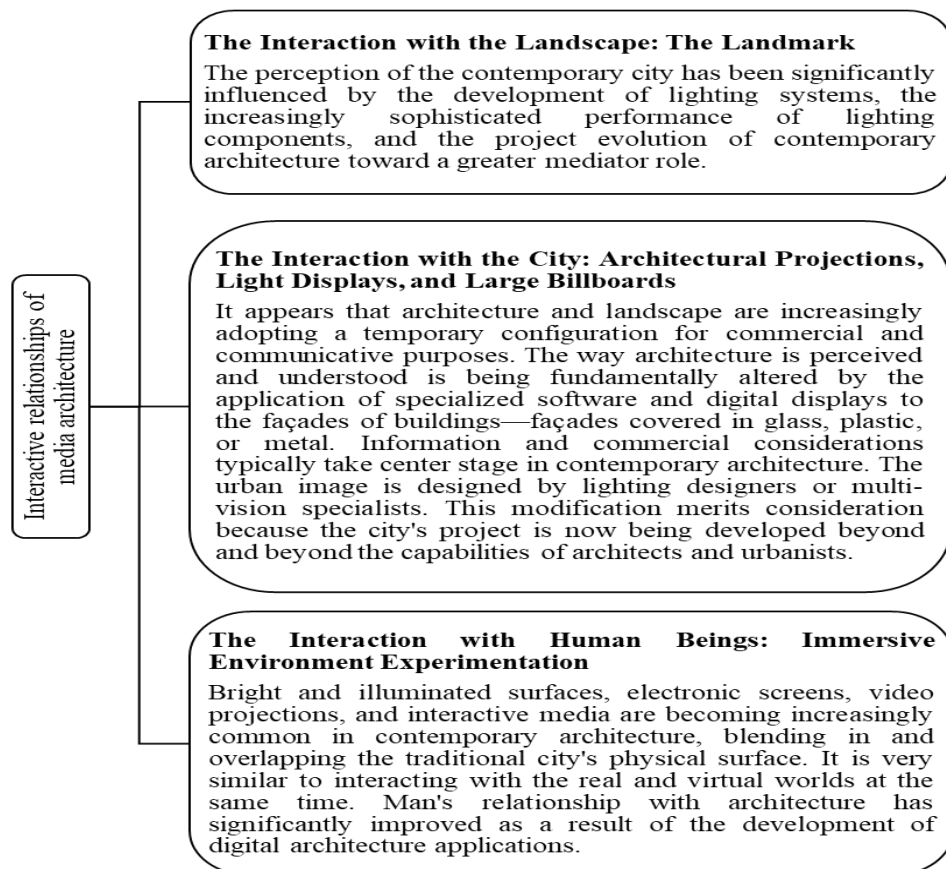 Interactive relationships of
media architecture
The Interaction with the Landscape: The Landmark
The perception of the contemporary city has been significantly
influenced by the development of lighting systems, the
increasingly sophisticated performance of lighting
components, and the project evolution of contemporary
architecture toward a greater mediator role.
The Interaction with the City: Architectural Projections,
Light Displays, and Large Billboards
It appears that architecture and landscape are increasingly
adopting a temporary configuration for commercial and
communicative purposes. The way architecture is perceived
and understood is being fundamentally altered by the
application of specialized software and digital displays to
the façades of buildings—façades covered in glass, plastic,
or metal. Information and commercial considerations
typically take center stage in contemporary architecture. The
urban image is designed by lighting designers or multi-
vision specialists. This modification merits consideration
because the city's project is now being developed beyond
and beyond the capabilities of architects and urbanists.
The Interaction with Human Beings: Immersive
Environment Experimentation
Bright and illuminated surfaces, electronic screens, video
projections, and interactive media are becoming increasingly
common in contemporary architecture, blending in and
overlapping the traditional city's physical surface. It is very
similar to interacting with the real and virtual worlds at the
same time. Man's relationship with architecture has
significantly improved as a result of the development of
digital architecture applications.